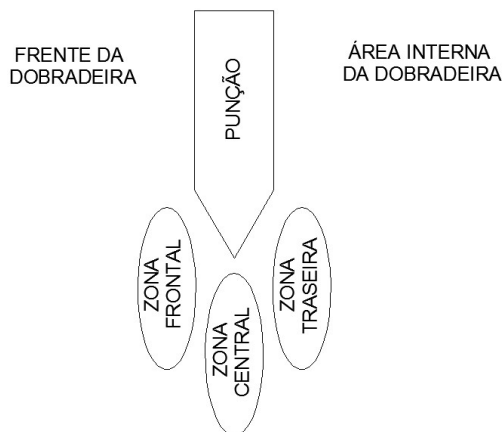 FRENTE DA
DOBRADEIRA
PUNÇÃO
ÁREA INTERNA
DA DOBRADEIRA
ZONA
FRONTAL
ZONA
CENTRAL
ZONA
TRASEIRA